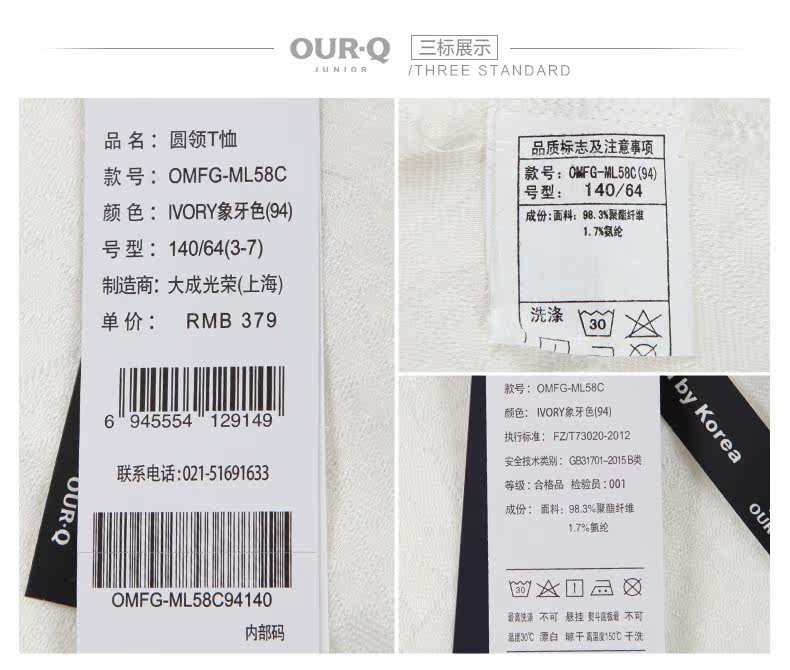 OUR·Q
JUNIOR
三标展示
/THREE STANDARD
品 名: 圆领T恤
款 号: OMFG-ML58C
颜 色: IVORY象牙色(94)
号 型: 140/64(3-7)
制造商: 大成光荣(上海)
单 价: RMB 379
6 945554 129149
联系电话:021-51691633
OMFG-ML58C94140
内部码
OUR·Q
品质标志及注意事项
款号: OMFG-ML58C(94)
号型: 140/64
成份:面料: 98.3%聚酯纤维
1.7%氨纶
洗涤
30
款号: OMFG-ML58C
颜色: IVORY象牙色(94)
执行标准: FZ/T73020-2012
安全技术类别: GB31701-2015 B类
等级:合格品 检验员:001
成份: 面料: 98.3%聚酯纤维
1.7%氨纶
30
最高洗涤 不可 悬挂 熨斗底板最 不可
温度30℃ 漂白 晾干 高温度150℃ 干洗
by Korea
OUR